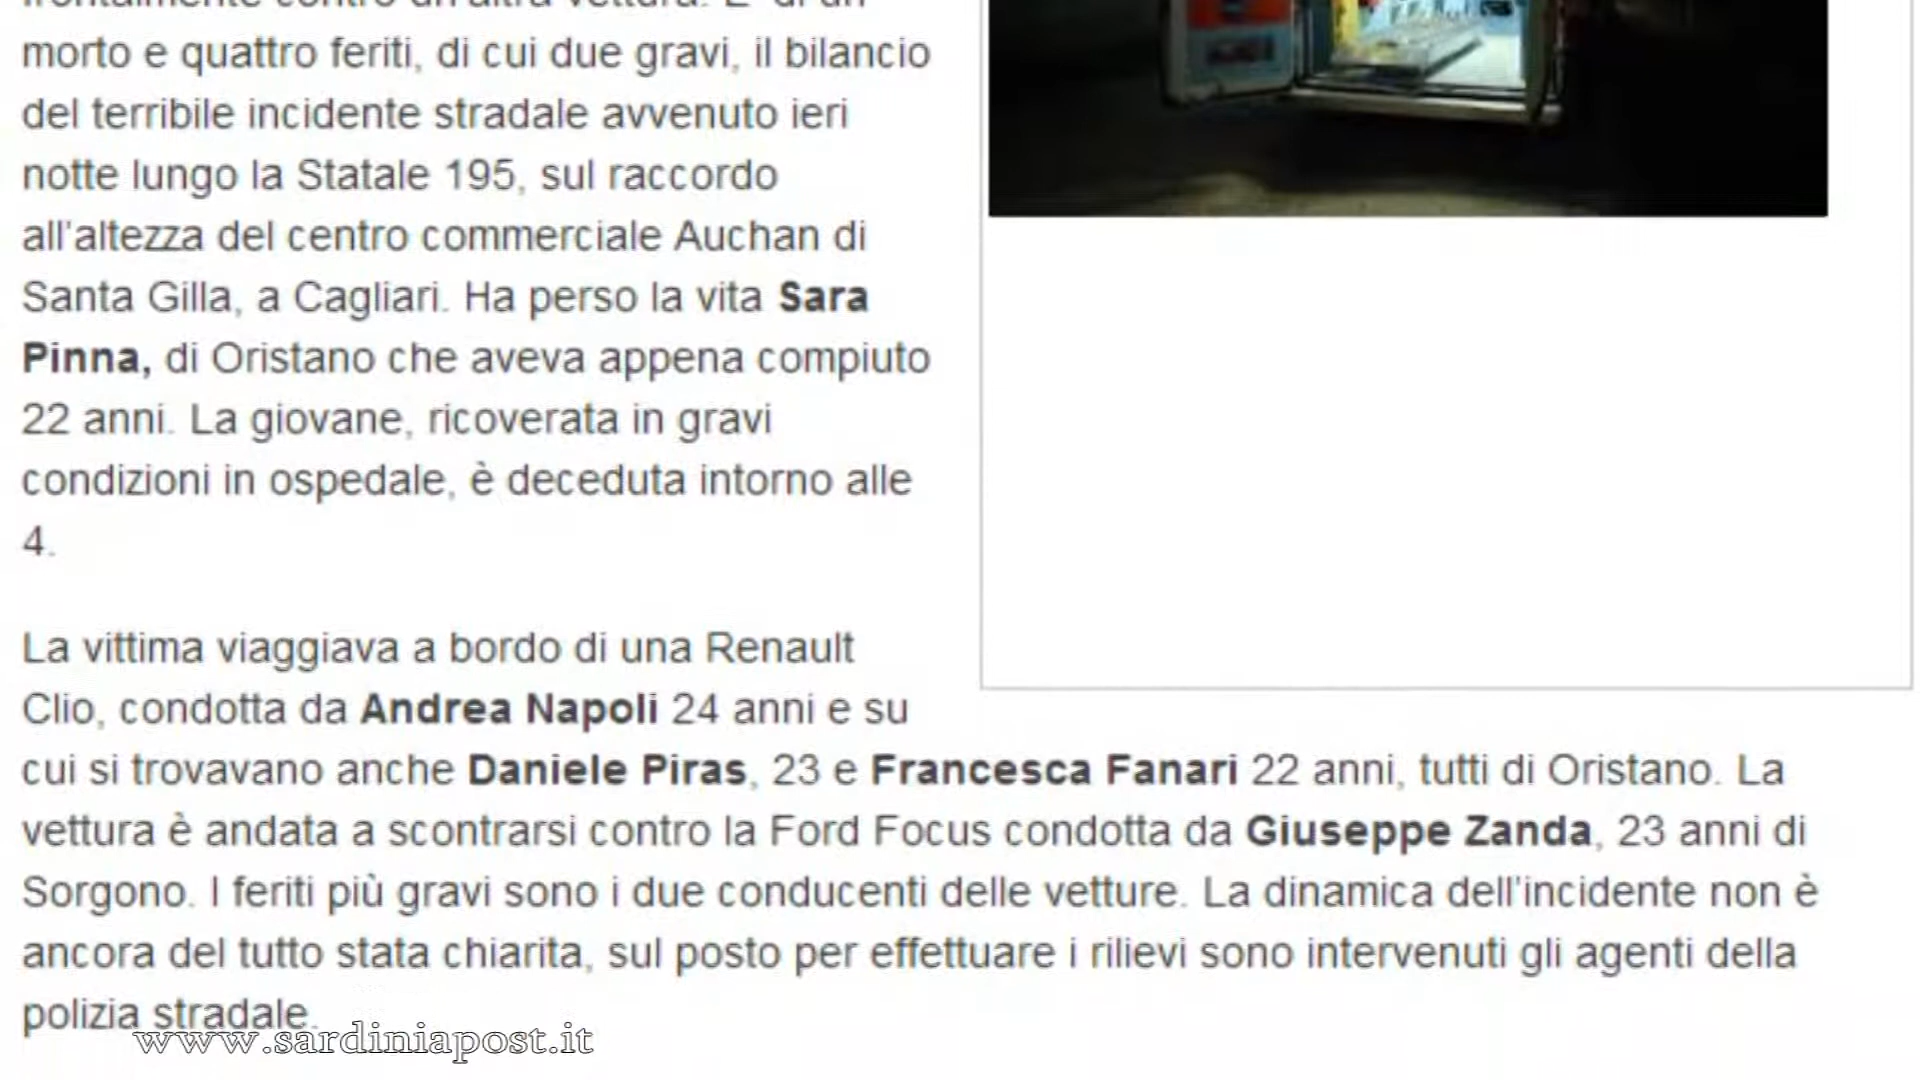 frontalmente contro un'altra vettura. E' di un
morto e quattro feriti, di cui due gravi, il bilancio
del terribile incidente stradale avvenuto ieri
notte lungo la Statale 195, sul raccordo
all'altezza del centro commerciale Auchan di
Santa Gilla, a Cagliari. Ha perso la vita Sara
Pinna, di Oristano che aveva appena compiuto
22 anni. La giovane, ricoverata in gravi
condizioni in ospedale, è deceduta intorno alle
4.
La vittima viaggiava a bordo di una Renault
Clio, condotta da Andrea Napoli 24 anni e su
cui si trovavano anche Daniele Piras, 23 e Francesca Fanari 22 anni, tutti di Oristano. La
vettura è andata a scontrarsi contro la Ford Focus condotta da Giuseppe Zanda, 23 anni di
Sorgono. I feriti più gravi sono i due conducenti delle vetture. La dinamica dell'incidente non è
ancora del tutto stata chiarita, sul posto per effettuare i rilievi sono intervenuti gli agenti della
polizia stradale.
www.sardiniapost.it